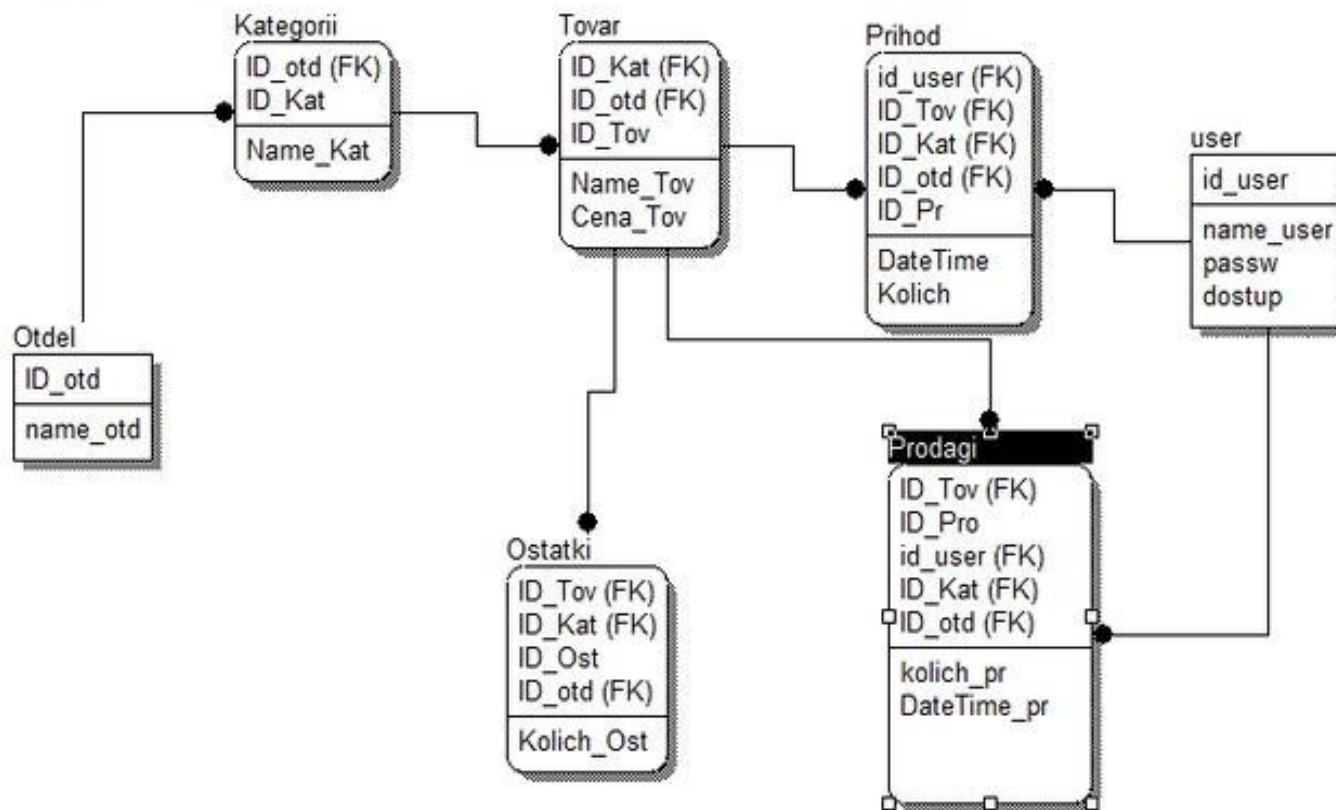 Kategorii
ID_otd (FK)
ID_Kat
Name_Kat
Tovar
ID_Kat (FK)
ID_otd (FK)
ID_Tov
Name_Tov
Cena_Tov
Prihod
id_user (FK)
ID_Tov (FK)
ID_Kat (FK)
ID_otd (FK)
ID_Pr
DateTime
Kolich
user
id_user
name_user
passw
dostup
Otdel
ID_otd
name_otd
Ostatki
ID_Tov (FK)
ID_Kat (FK)
ID_Ost
ID_otd (FK)
Kolich_Ost
Prodagi
ID_Tov (FK)
ID_Pro
id_user (FK)
ID_Kat (FK)
ID_otd (FK)
kolich_pr
DateTime_pr